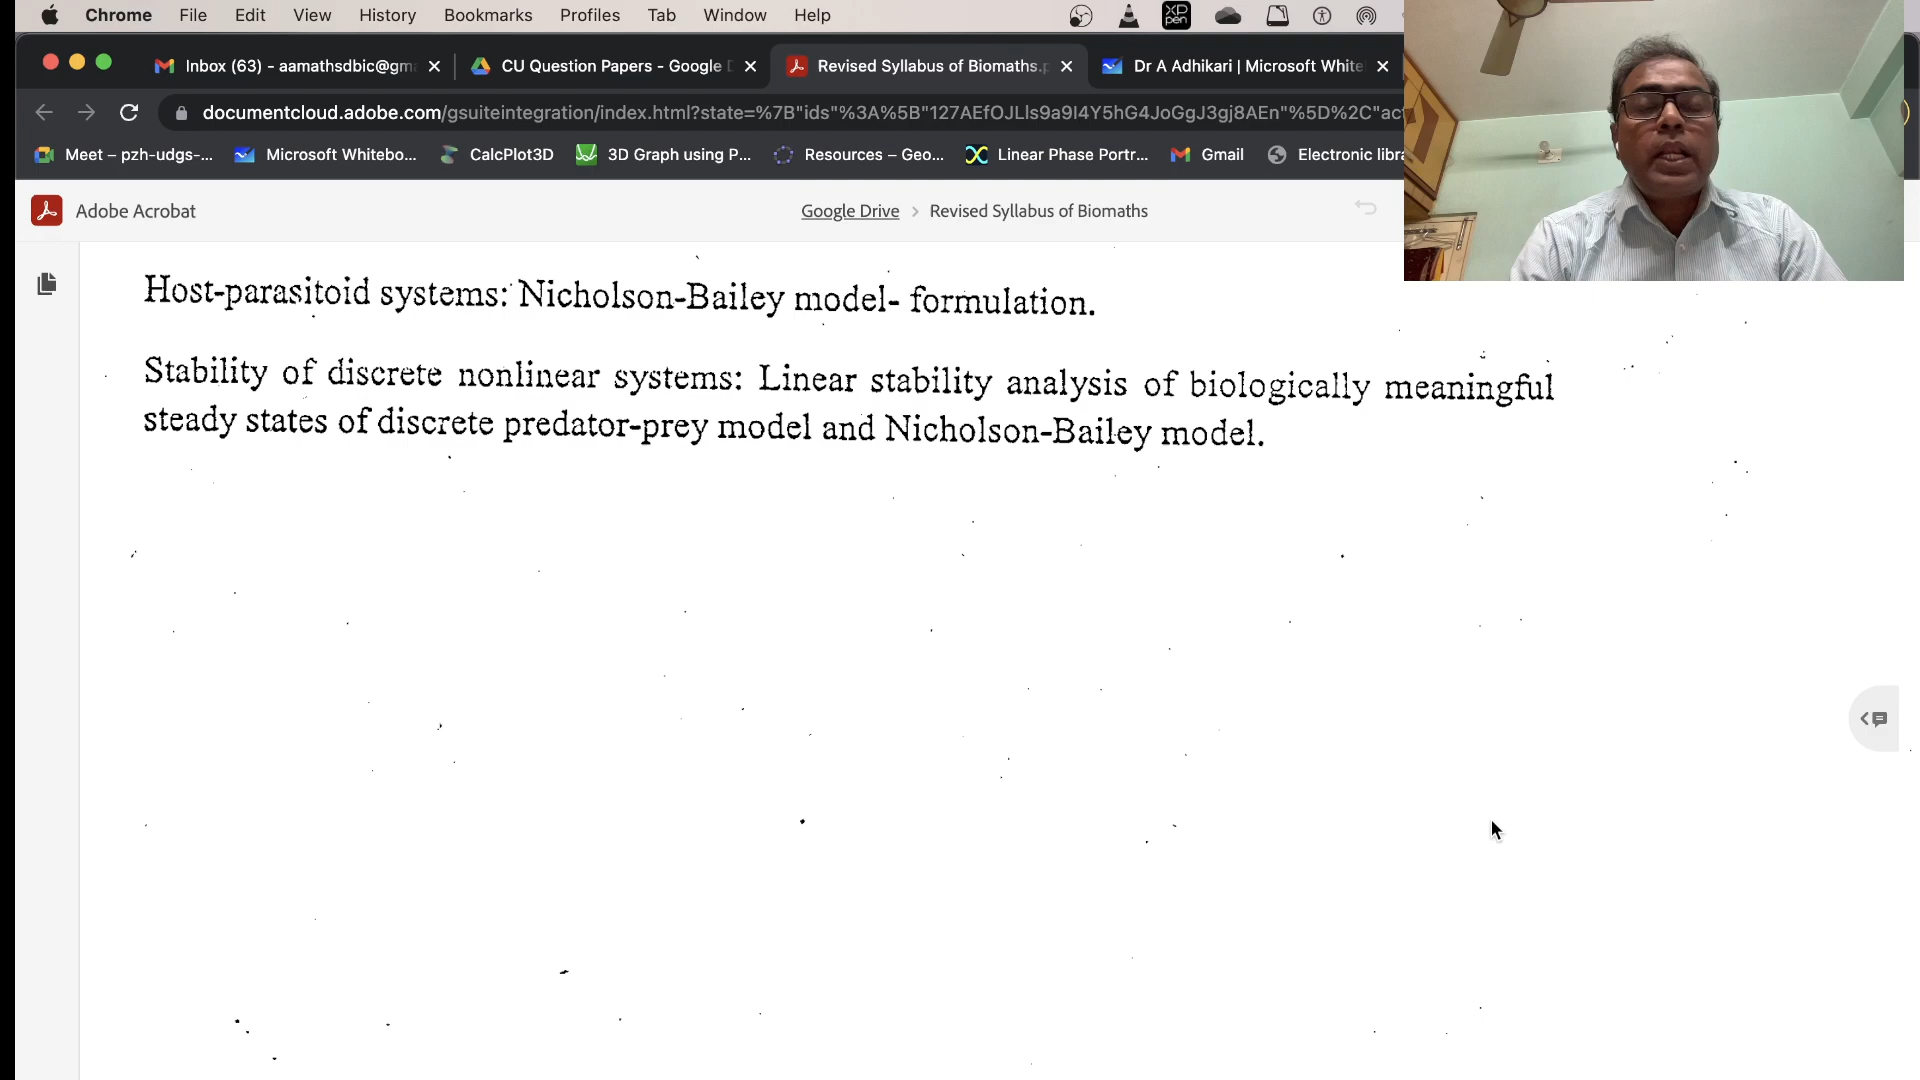 Chrome File Edit View History Bookmarks Profiles Tab Window Help
Inbox (63) - aamathsdbic@gm
CU Question Papers - Google D
Revised Syllabus of Biomaths.p
Dr A Adhikari | Microsoft White
documentcloud.adobe.com/gsuiteintegration/index.html?state=%7B"ids"%3A%5B"127AEfOJLls9a9I4Y5hG4JoGgJ3gj8AEn"%5D%2C"act
Meet – pzh-udgs-... Microsoft Whitebo... CalcPlot3D 3D Graph using P... Resources – Geo... Linear Phase Portr... Gmail Electronic libra
Adobe Acrobat
Google Drive > Revised Syllabus of Biomaths
Host-parasitoid systems: Nicholson-Bailey model- formulation.
Stability of discrete nonlinear systems: Linear stability analysis of biologically meaningful
steady states of discrete predator-prey model and Nicholson-Bailey model.